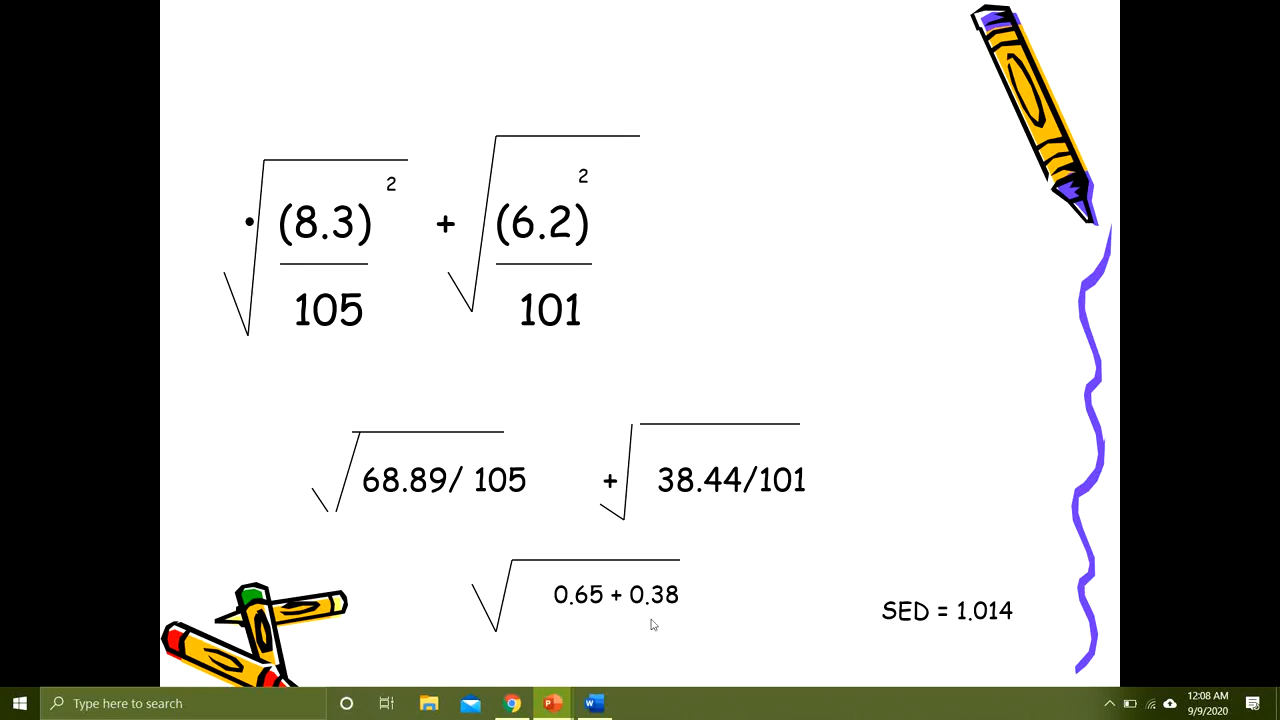 • (8.3)² + (6.2)²
105 101
68.89/ 105 + 38.44/101
0.65 + 0.38
SED = 1.014
Type here to search
12:08 AM
9/9/2020